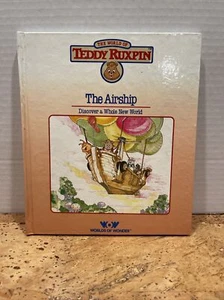 THE WORLD OF
TEDDY RUXPIN
The Airship
Discover a Whole New World
WORLDS OF WONDER